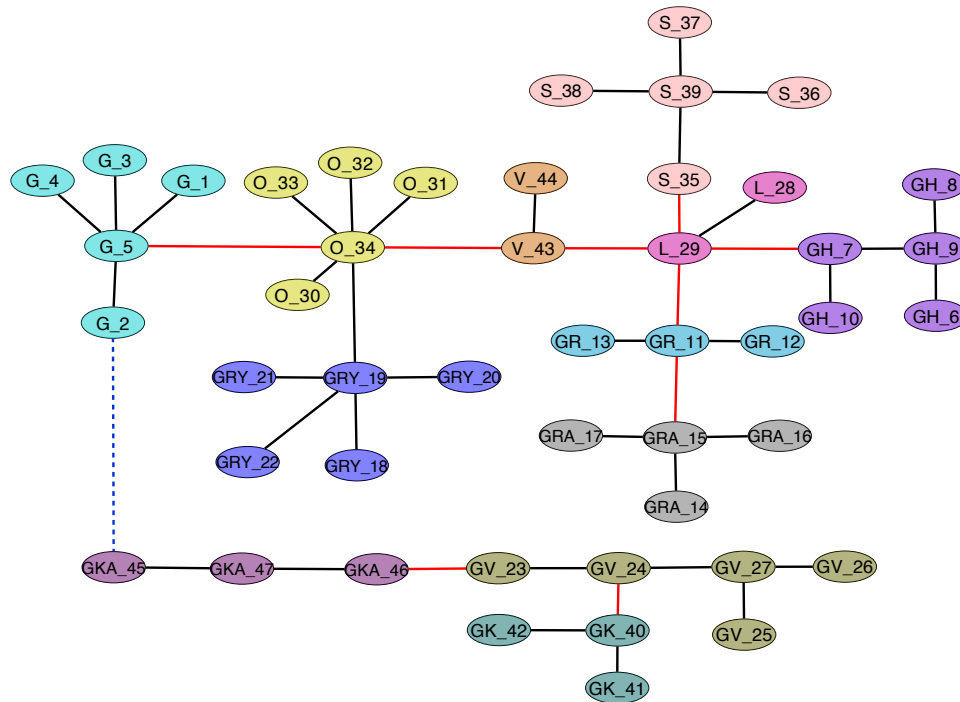 S_37
S_38
S_39
S_36
G_3
O_32
G_4
G_1
O_33
O_31
V_44
S_35
L_28
GH_8
G_5
O_34
V_43
L_29
GH_7
GH_9
O_30
G_2
GH_10
GH_6
GR_13
GR_11
GR_12
GRY_21
GRY_19
GRY_20
GRA_17
GRA_15
GRA_16
GRY_22
GRY_18
GRA_14
GKA_45
GKA_47
GKA_46
GV_23
GV_24
GV_27
GV_26
GK_42
GK_40
GV_25
GK_41